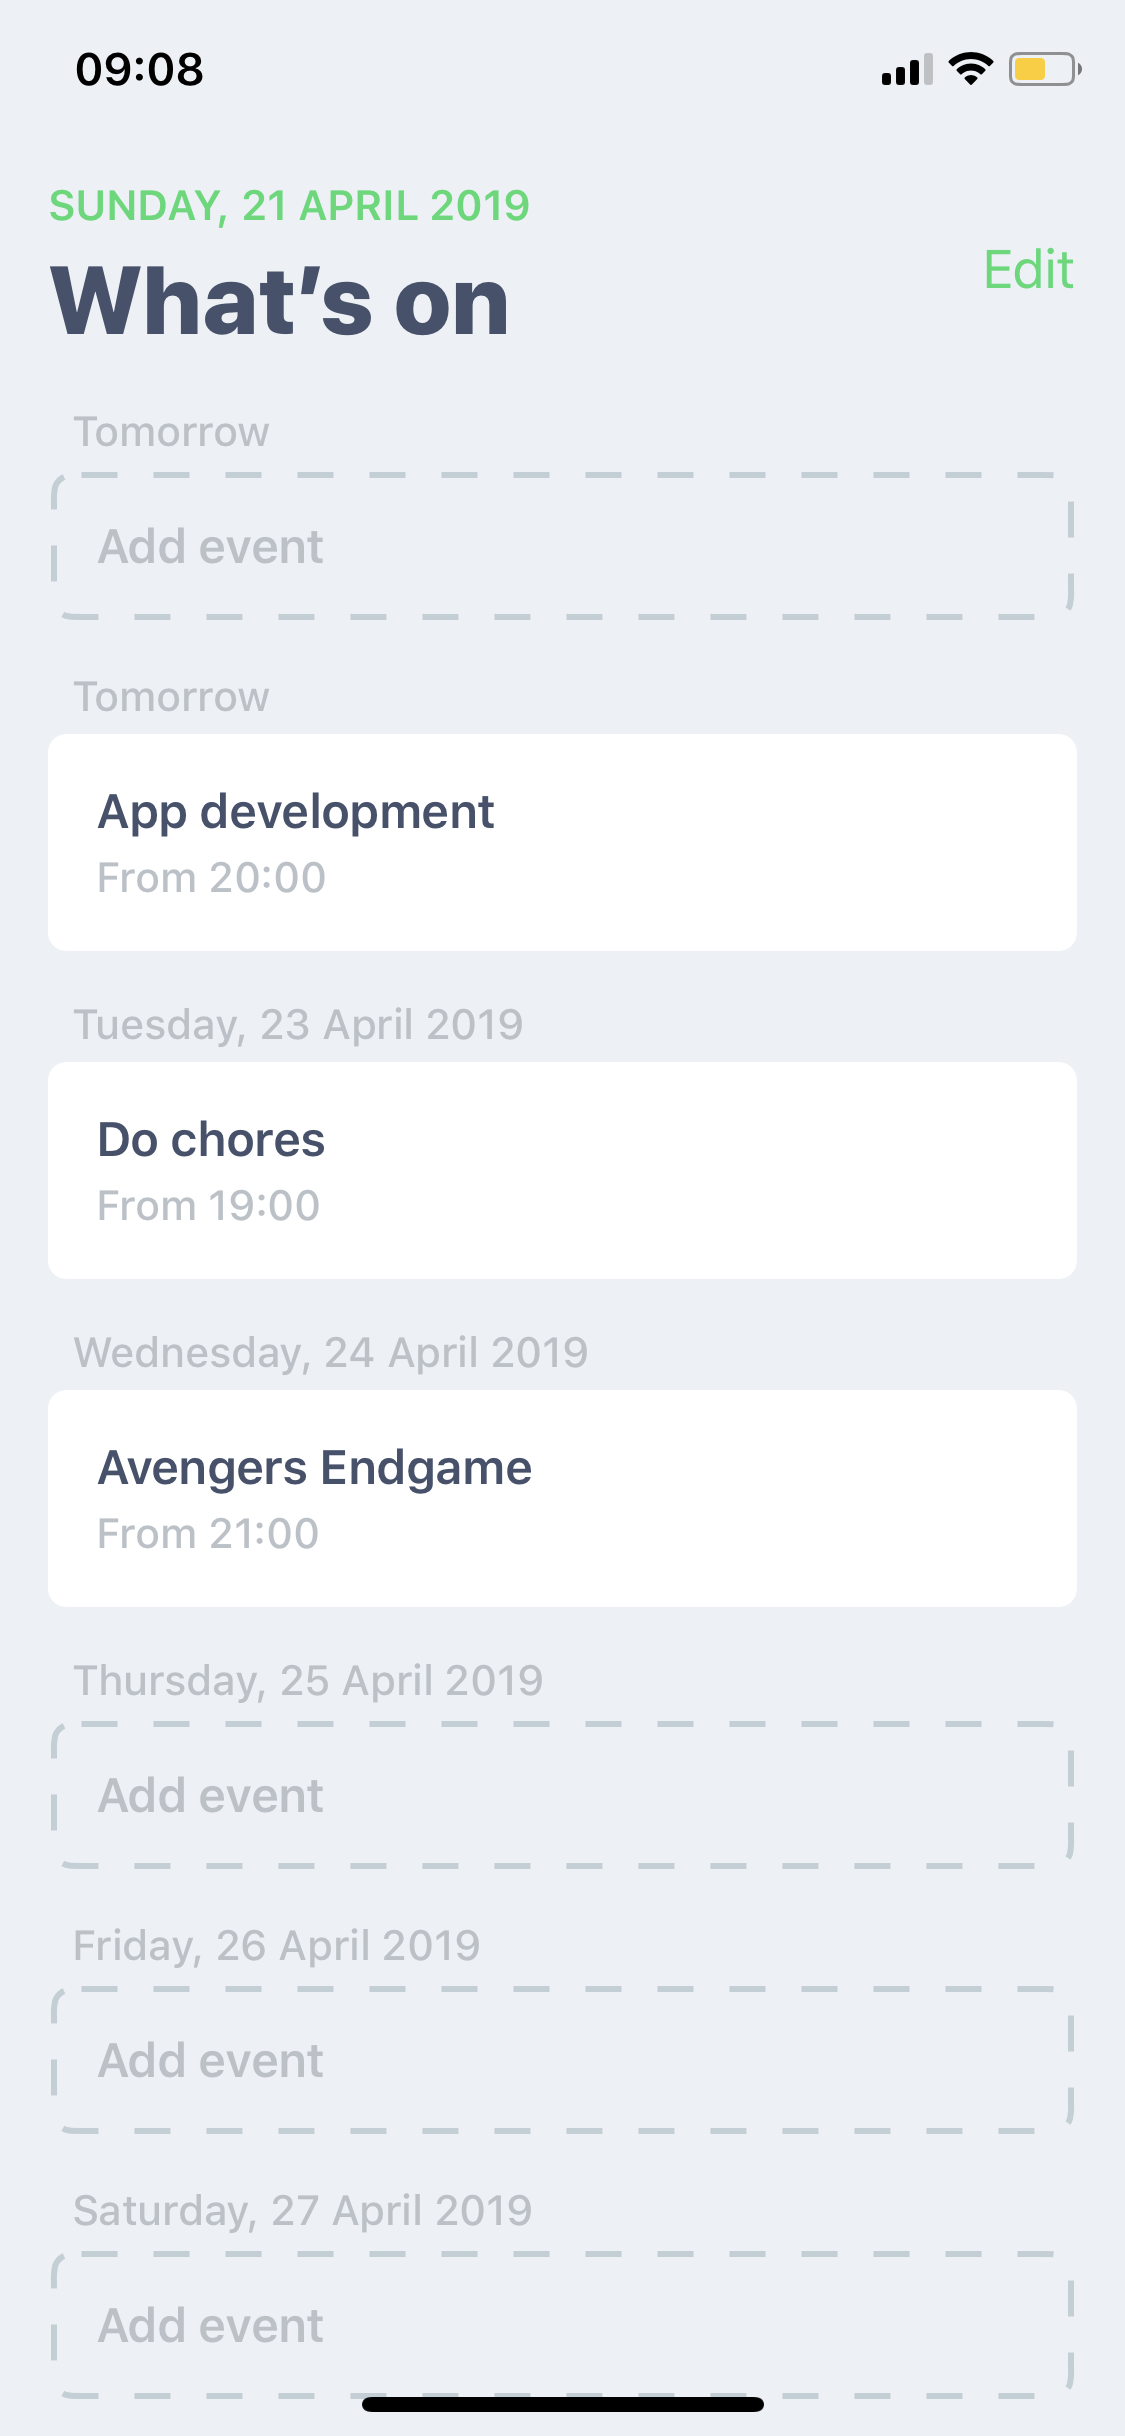 09:08
SUNDAY, 21 APRIL 2019
What’s on
Edit
Tomorrow
Add event
Tomorrow
App development
From 20:00
Tuesday, 23 April 2019
Do chores
From 19:00
Wednesday, 24 April 2019
Avengers Endgame
From 21:00
Thursday, 25 April 2019
Add event
Friday, 26 April 2019
Add event
Saturday, 27 April 2019
Add event